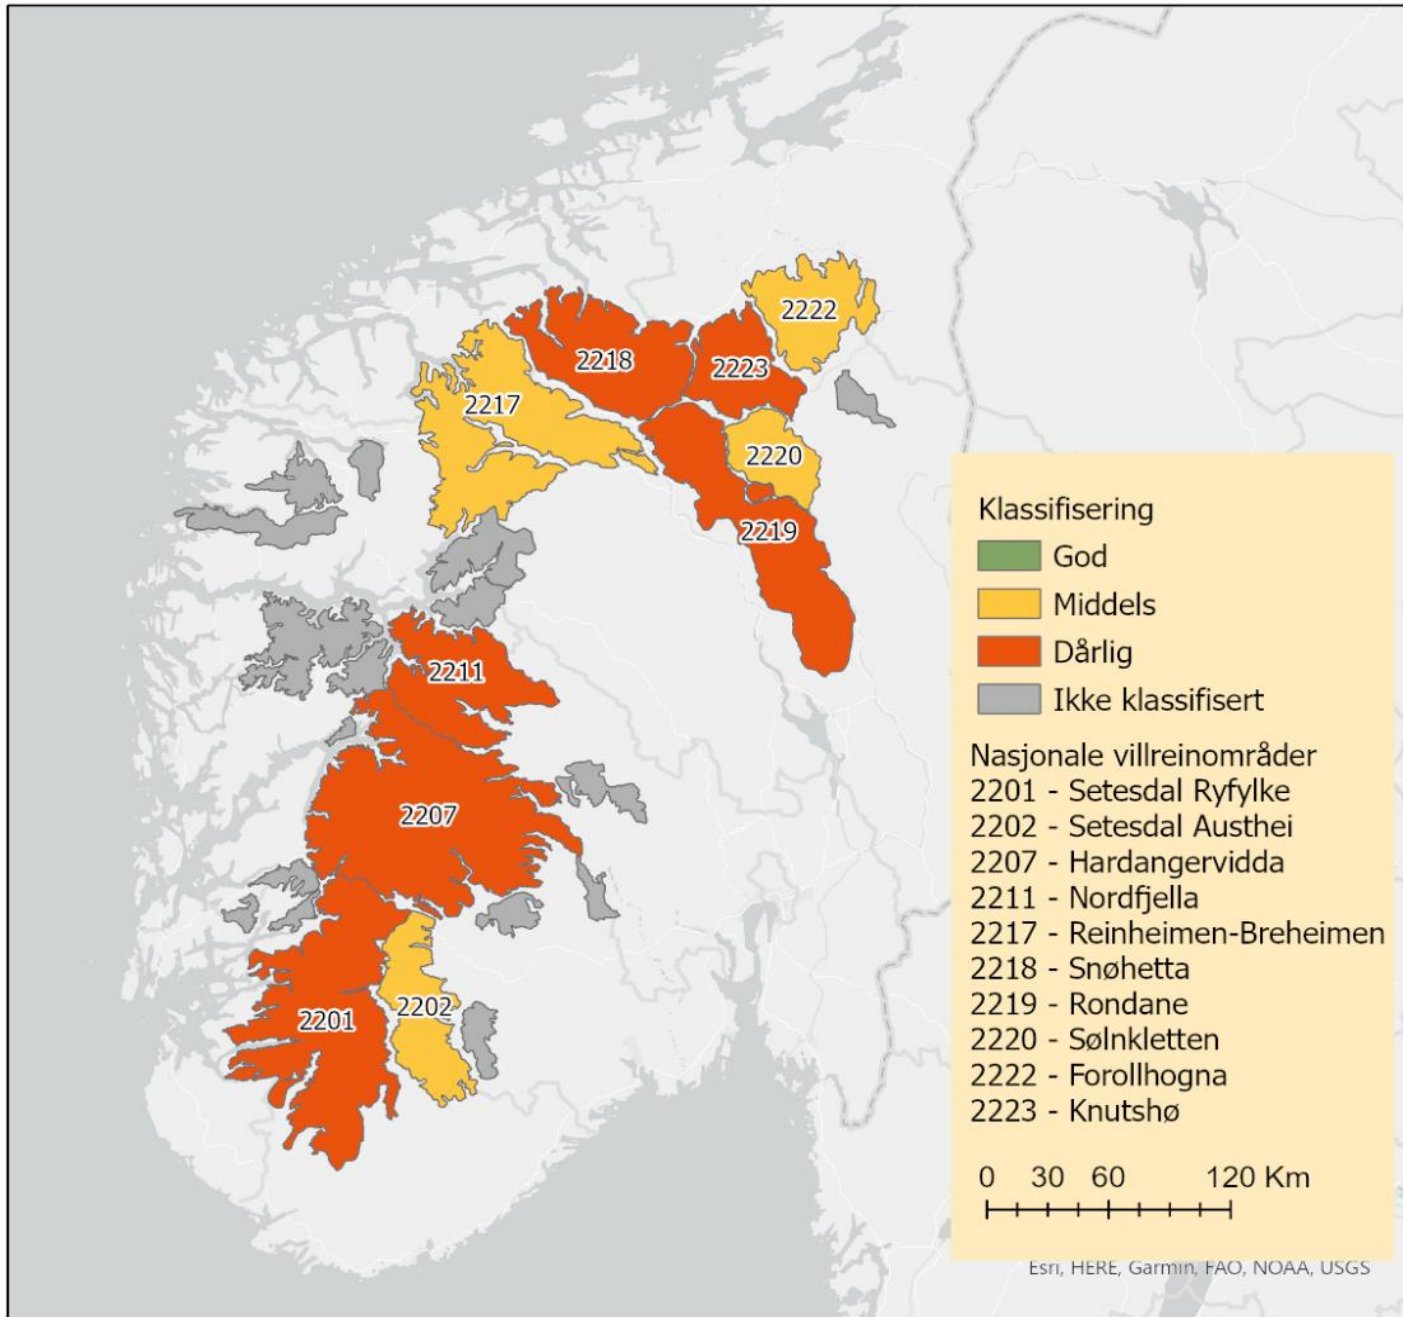 2222
2218
2223
2217
2220
2219
2211
2207
2202
2201
Klassifisering
God
Middels
Dårlig
Ikke klassifisert
Nasjonale villreinområder
2201 - Setesdal Ryfylke
2202 - Setesdal Austhei
2207 - Hardangervidda
2211 - Nordfjella
2217 - Reinheimen-Breheimen
2218 - Snøhetta
2219 - Rondane
2220 - Sølnkletten
2222 - Forollhogna
2223 - Knutshø
0 30 60 120 Km
Esri, HERE, Garmin, FAO, NOAA, USGS